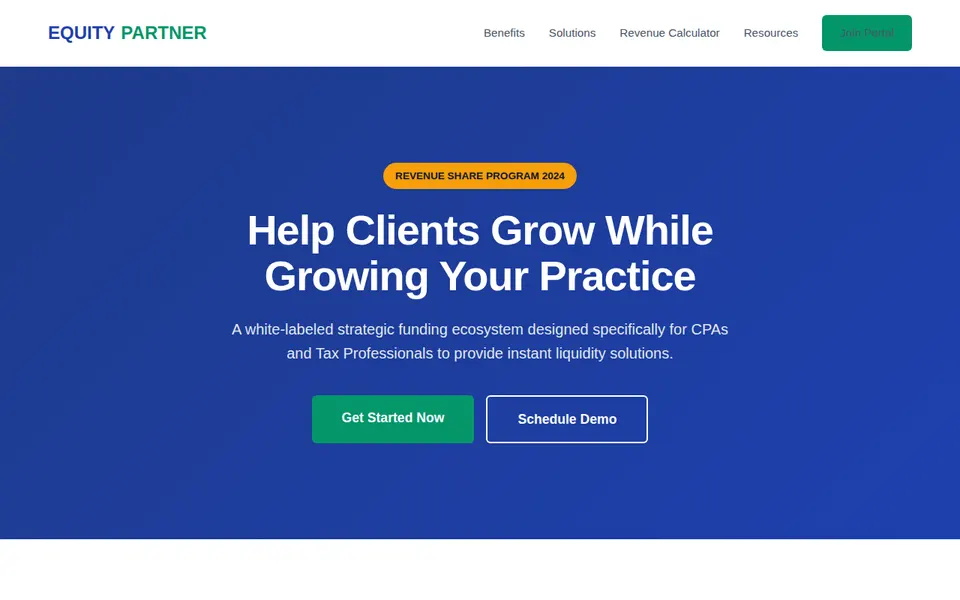 EQUITY PARTNER
Benefits
Solutions
Revenue Calculator
Resources
Join Portal
REVENUE SHARE PROGRAM 2024
Help Clients Grow While
Growing Your Practice
A white-labeled strategic funding ecosystem designed specifically for CPAs
and Tax Professionals to provide instant liquidity solutions.
Get Started Now
Schedule Demo